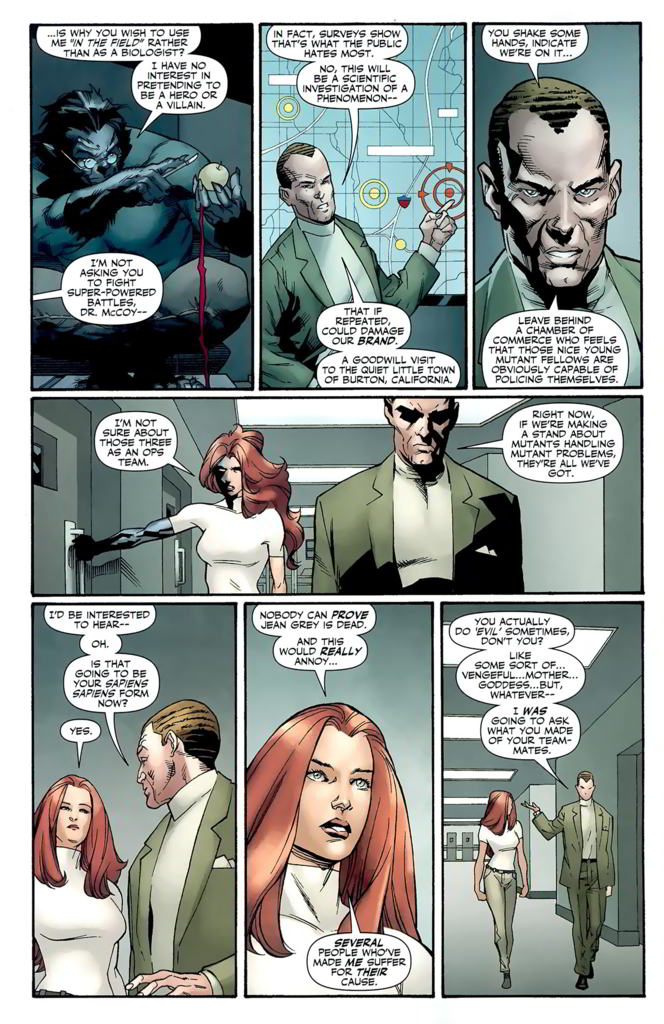 ...IS WHY YOU WISH TO USE
ME "IN THE FIELD" RATHER
THAN AS A BIOLOGIST?
I HAVE NO
INTEREST IN
PRETENDING TO
BE A HERO OR
A VILLAIN.
I'M NOT
ASKING YOU
TO FIGHT
SUPER-POWERED
BATTLES,
DR. McCOY--
IN FACT, SURVEYS SHOW
THAT'S WHAT THE PUBLIC
HATES MOST.
NO, THIS WILL
BE A SCIENTIFIC
INVESTIGATION OF A
PHENOMENON--
THAT IF
REPEATED,
COULD DAMAGE
OUR BRAND.
A GOODWILL VISIT
TO THE QUIET LITTLE TOWN
OF BURTON, CALIFORNIA.
YOU SHAKE SOME
HANDS, INDICATE
WE'RE ON IT...
LEAVE BEHIND
A CHAMBER OF
COMMERCE WHO FEELS
THAT THOSE NICE YOUNG
MUTANT FELLOWS ARE
OBVIOUSLY CAPABLE OF
POLICING THEMSELVES.
I'M NOT
SURE ABOUT
THOSE THREE
AS AN OPS
TEAM.
RIGHT NOW,
IF WE'RE MAKING
A STAND ABOUT
MUTANTS HANDLING
MUTANT PROBLEMS,
THEY'RE ALL WE'VE
GOT.
I'D BE INTERESTED
TO HEAR--
OH.
IS THAT
GOING TO BE
YOUR SAPIENS
SAPIENS FORM
NOW?
YES.
NOBODY CAN PROVE
JEAN GREY IS DEAD.
AND THIS
WOULD REALLY
ANNOY...
SEVERAL
PEOPLE WHO'VE
MADE ME SUFFER
FOR THEIR
CAUSE.
YOU ACTUALLY
DO 'EVIL' SOMETIMES,
DON'T YOU?
LIKE
SOME SORT OF...
VENGEFUL...MOTHER...
GODDESS...BUT,
WHATEVER--
I WAS
GOING TO ASK
WHAT YOU MADE
OF YOUR TEAM-
MATES.